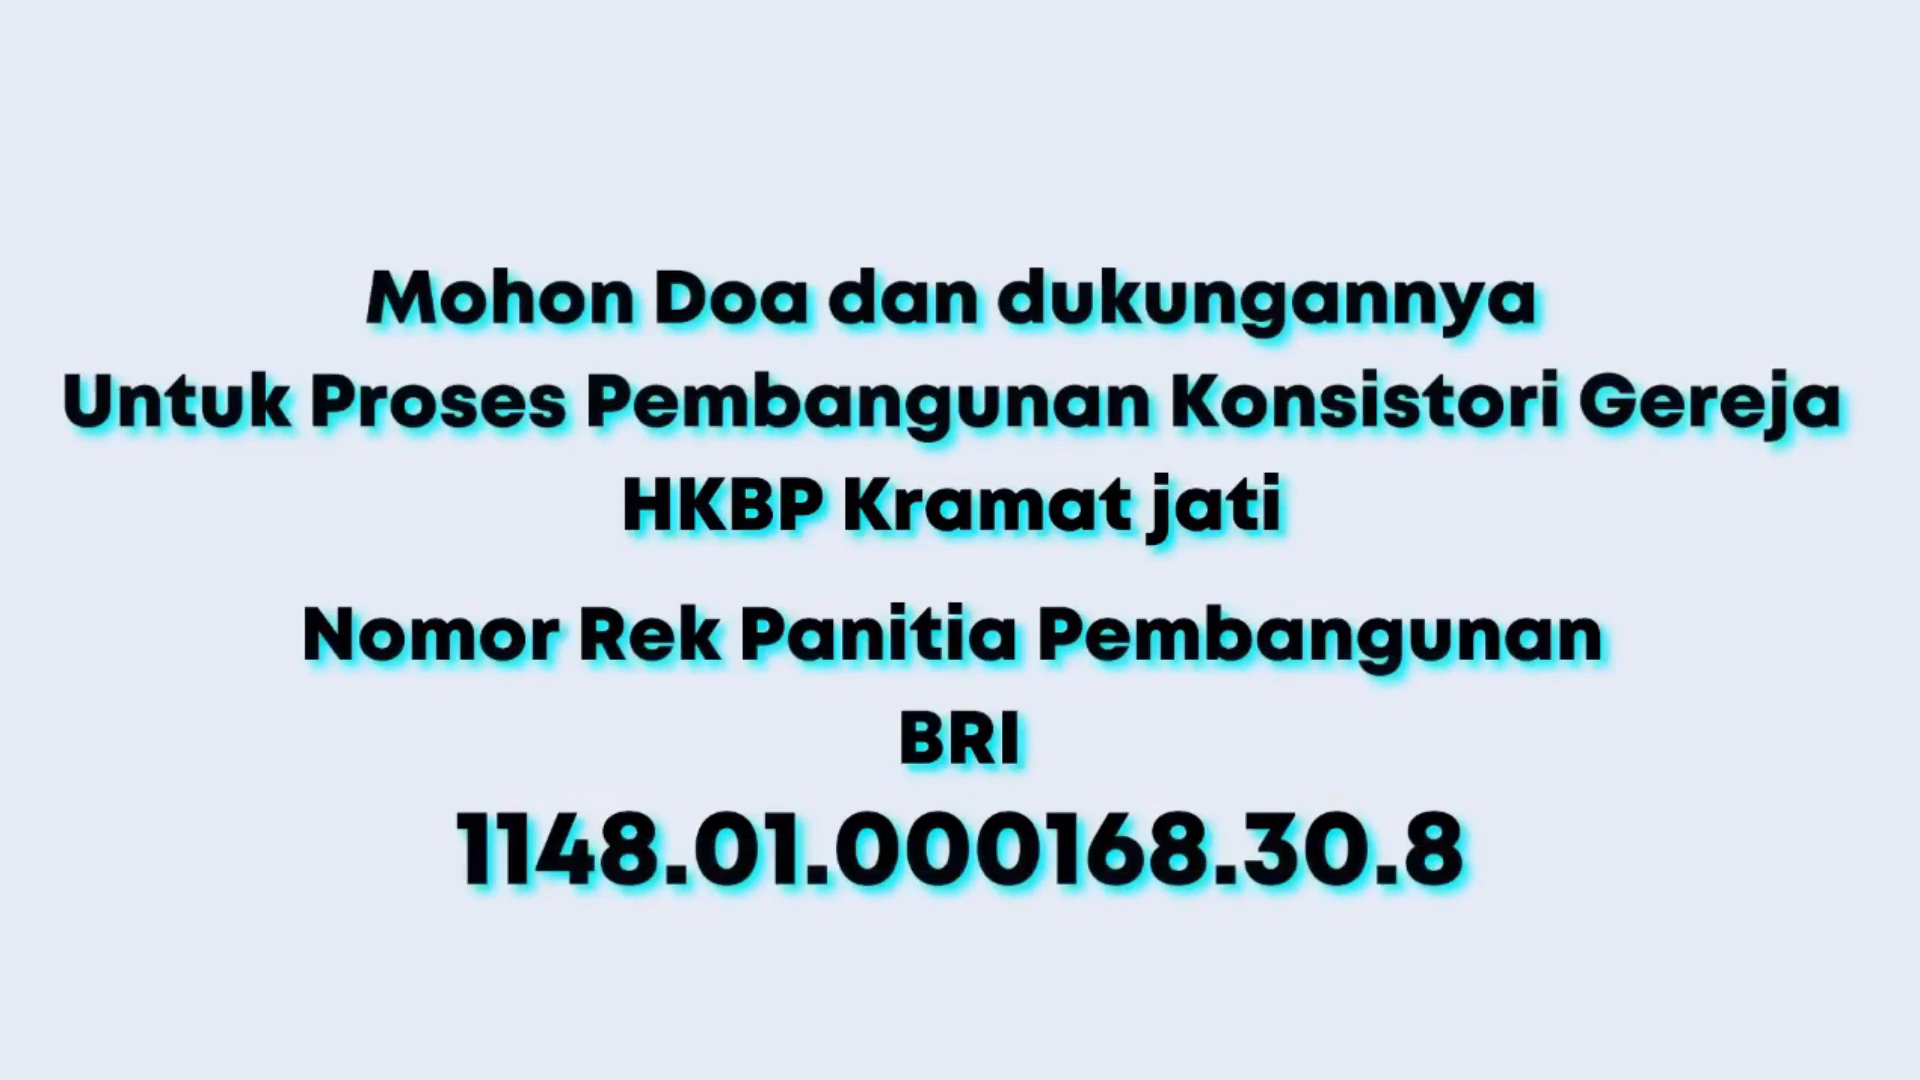 Mohon Doa dan dukungannya
Untuk Proses Pembangunan Konsistori Gereja
HKBP Kramat jati
Nomor Rek Panitia Pembangunan
BRI
1148.01.000168.30.8